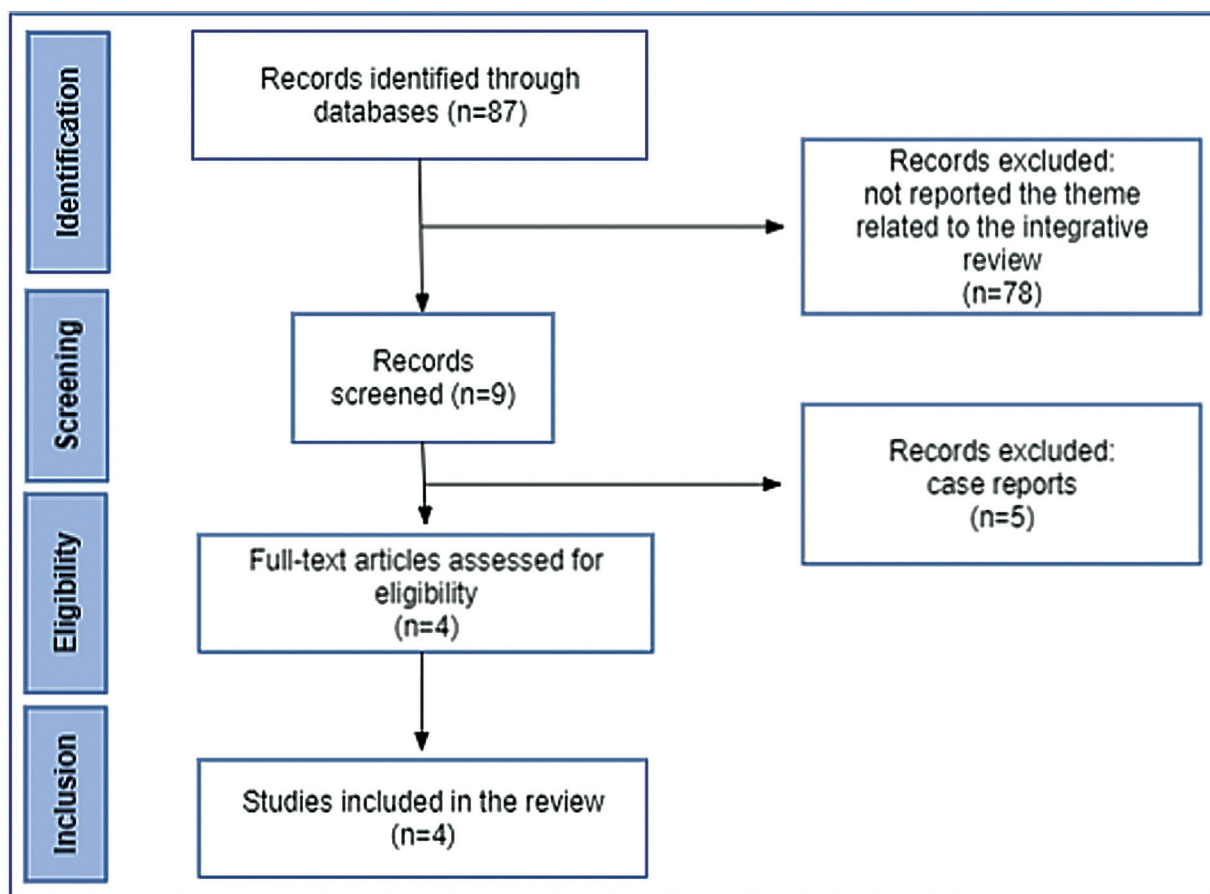 Identification
Records identified through
databases (n=87)
Records excluded:
not reported the theme
related to the integrative
review
(n=78)
Screening
Records
screened (n=9)
Records excluded:
case reports
(n=5)
Eligibility
Full-text articles assessed for
eligibility
(n=4)
Inclusion
Studies included in the review
(n=4)